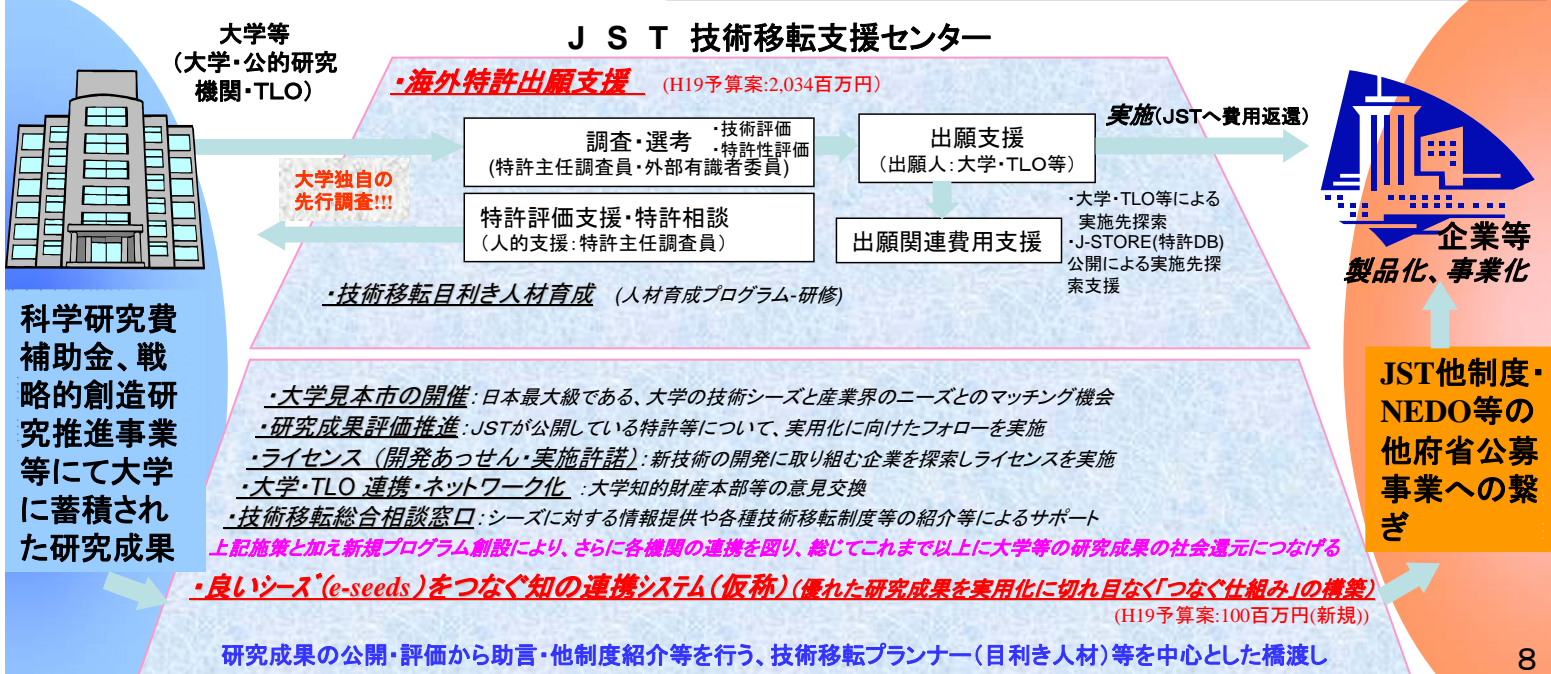 大学等
(大学・公的研究
機関・TLO)
ＪＳＴ 技術移転支援センター
・海外特許出願支援 (H19予算案:2,034百万円)
調査・選考
・技術評価
・特許性評価
(特許主任調査員・外部有識者委員)
出願支援
(出願人:大学・TLO等)
実施(JSTへ費用返還)
大学独自の
先行調査!!!
特許評価支援・特許相談
(人的支援:特許主任調査員)
出願関連費用支援
・大学・TLO等による
実施先探索
・J-STORE(特許DB)
公開による実施先探
索支援
企業等
製品化、事業化
・技術移転目利き人材育成 (人材育成プログラム-研修)
科学研究費
補助金、戦
略的創造研
究推進事業
等にて大学
に蓄積され
た研究成果
・大学見本市の開催:日本最大級である、大学の技術シーズと産業界のニーズとのマッチング機会
・研究成果評価推進:JSTが公開している特許等について、実用化に向けたフォローを実施
・ライセンス（開発あっせん・実施許諾）:新技術の開発に取り組む企業を探索しライセンスを実施
・大学・TLO 連携・ネットワーク化 :大学知的財産本部等の意見交換
・技術移転総合相談窓口:シーズに対する情報提供や各種技術移転制度等の紹介等によるサポート
上記施策と加え新規プログラム創設により、さらに各機関の連携を図り、総じてこれまで以上に大学等の研究成果の社会還元につなげる
・良いシーズ(e-seeds)をつなぐ知の連携システム(仮称)(優れた研究成果を実用化に切れ目なく「つなぐ仕組み」の構築)
(H19予算案:100百万円(新規))
研究成果の公開・評価から助言・他制度紹介等を行う、技術移転プランナー(目利き人材)等を中心とした橋渡し
JST他制度・
NEDO等の
他府省公募
事業への繋
ぎ
8